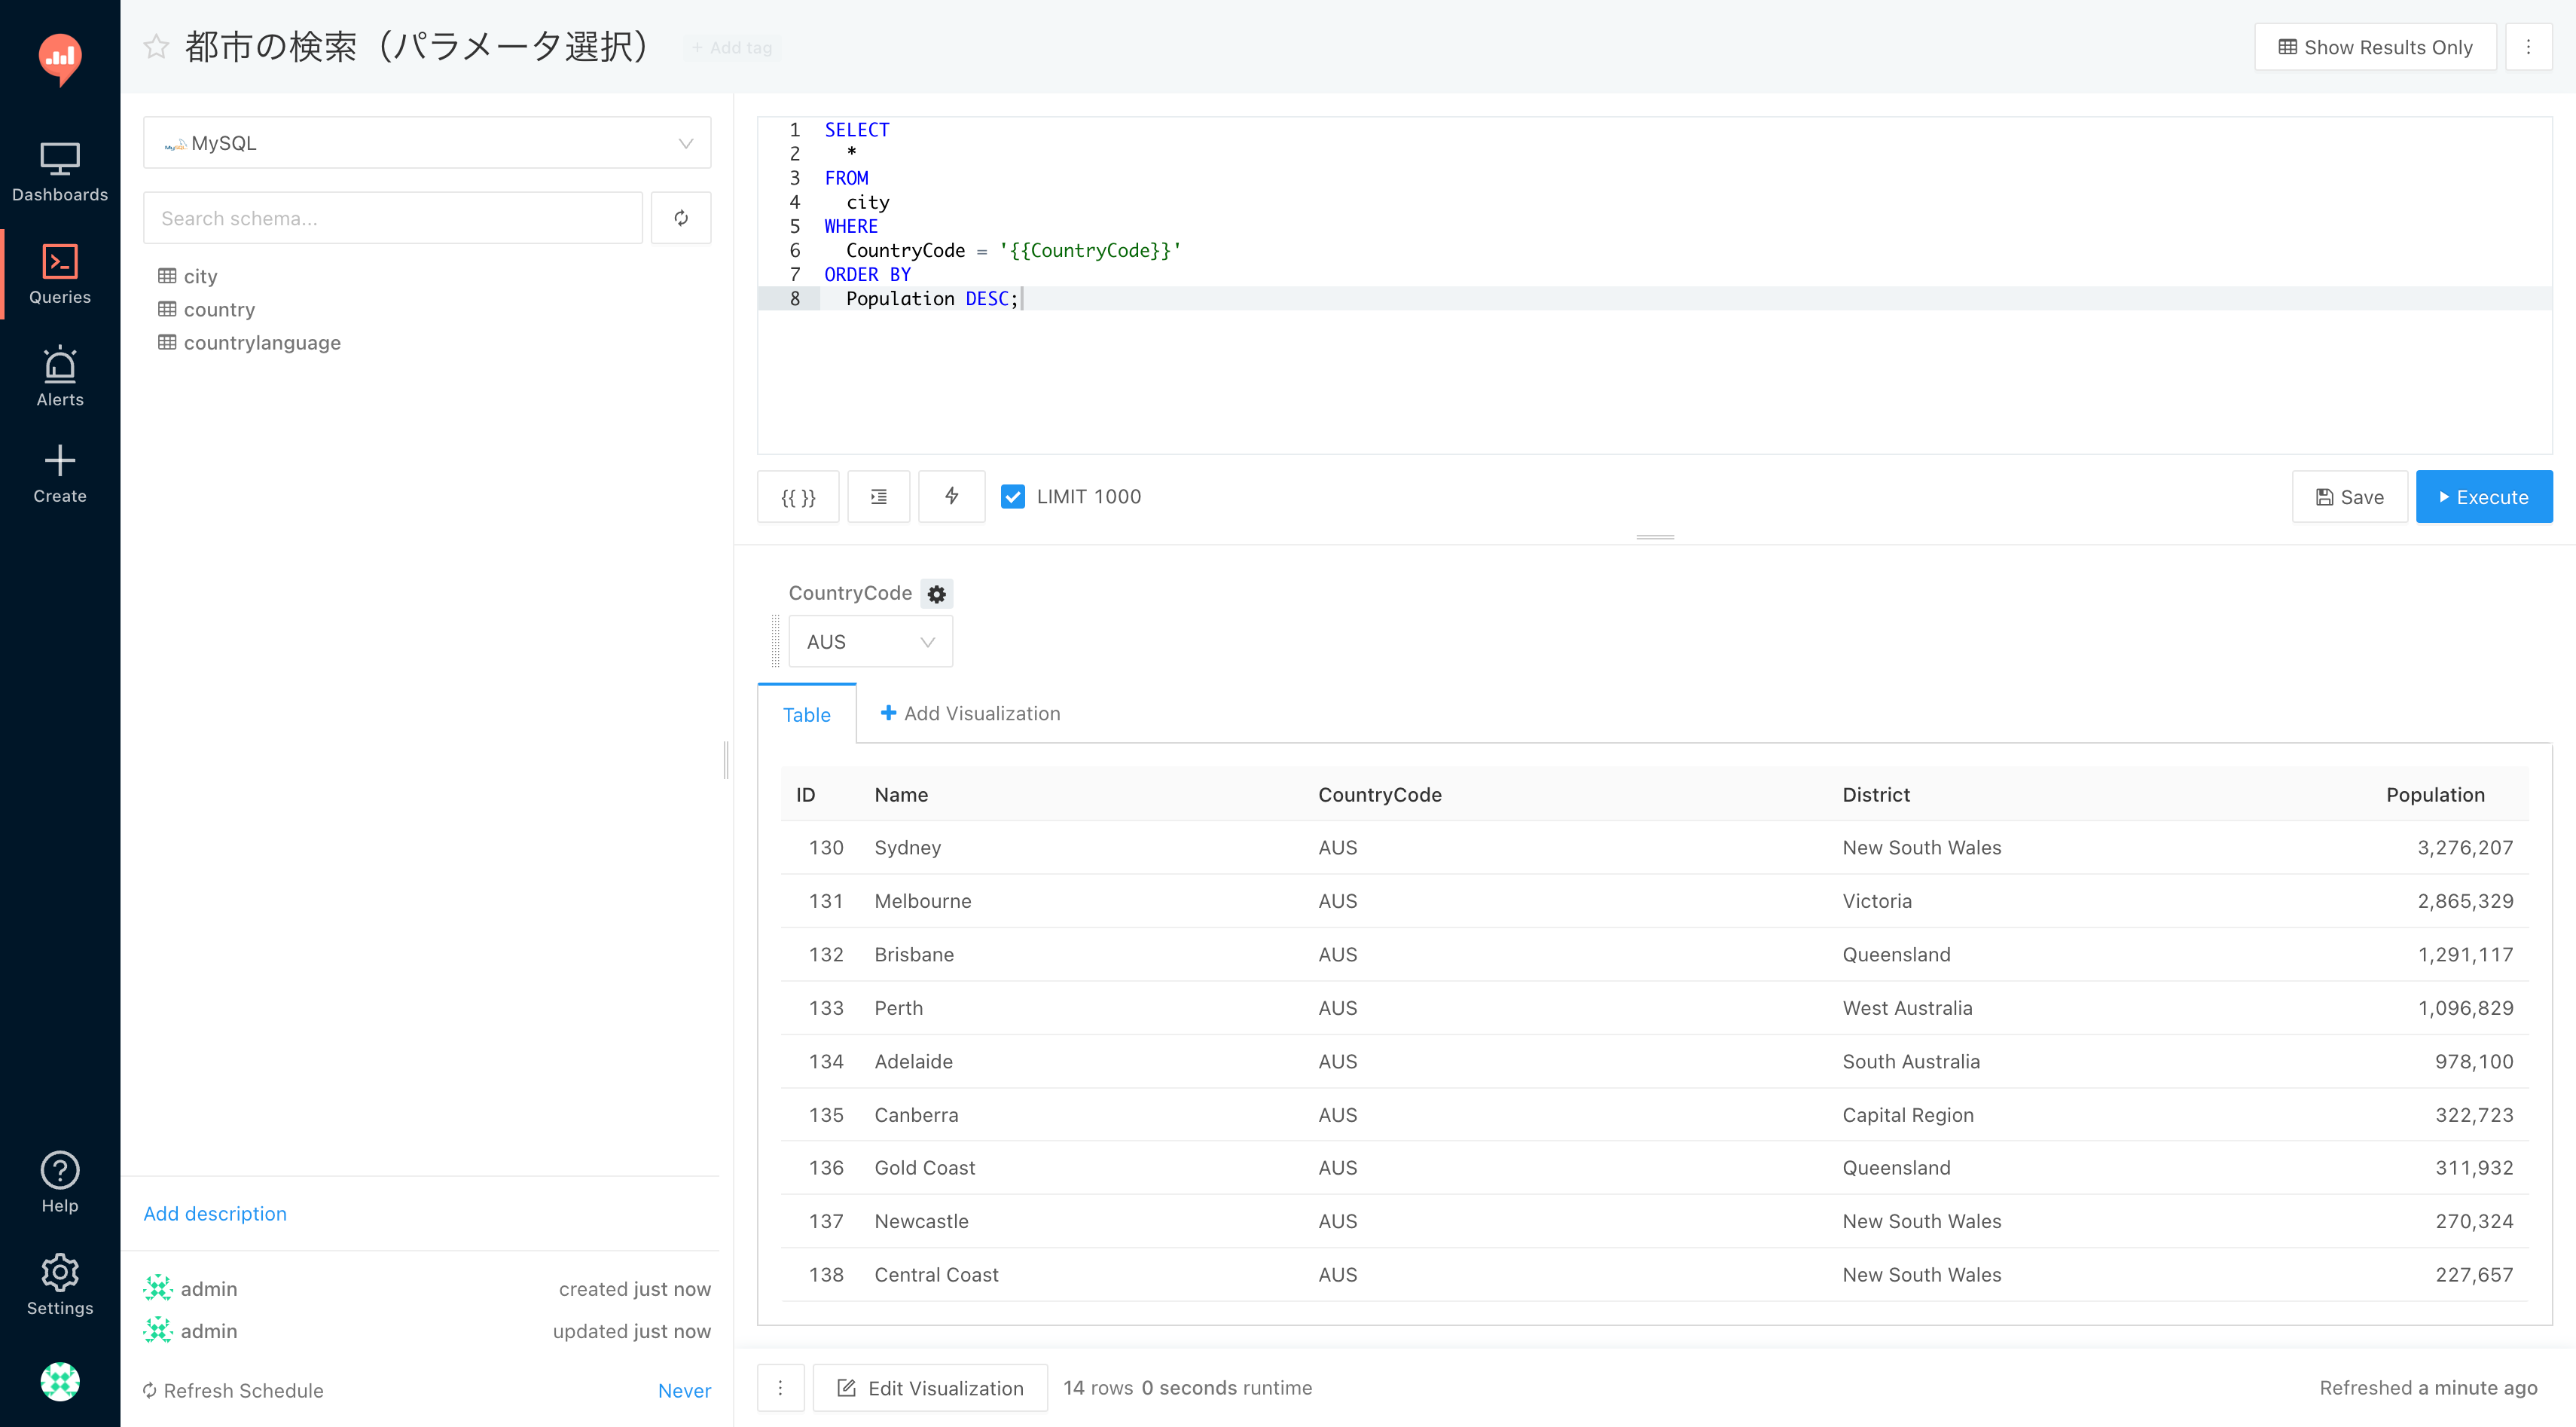 Dashboards
Queries
Alerts
Create
Help
Settings
都市の検索（パラメータ選択）
+ Add tag
Show Results Only
MySQL
Search schema...
city
country
countrylanguage
Add description
admin created just now
admin updated just now
Refresh Schedule Never
1 SELECT
2 *
3 FROM
4 city
5 WHERE
6 CountryCode = '{{CountryCode}}'
7 ORDER BY
8 Population DESC;
{{ }} LIMIT 1000 Save Execute
CountryCode
AUS
Table Add Visualization
ID Name CountryCode District Population
130 Sydney AUS New South Wales 3,276,207
131 Melbourne AUS Victoria 2,865,329
132 Brisbane AUS Queensland 1,291,117
133 Perth AUS West Australia 1,096,829
134 Adelaide AUS South Australia 978,100
135 Canberra AUS Capital Region 322,723
136 Gold Coast AUS Queensland 311,932
137 Newcastle AUS New South Wales 270,324
138 Central Coast AUS New South Wales 227,657
Edit Visualization 14 rows 0 seconds runtime Refreshed a minute ago